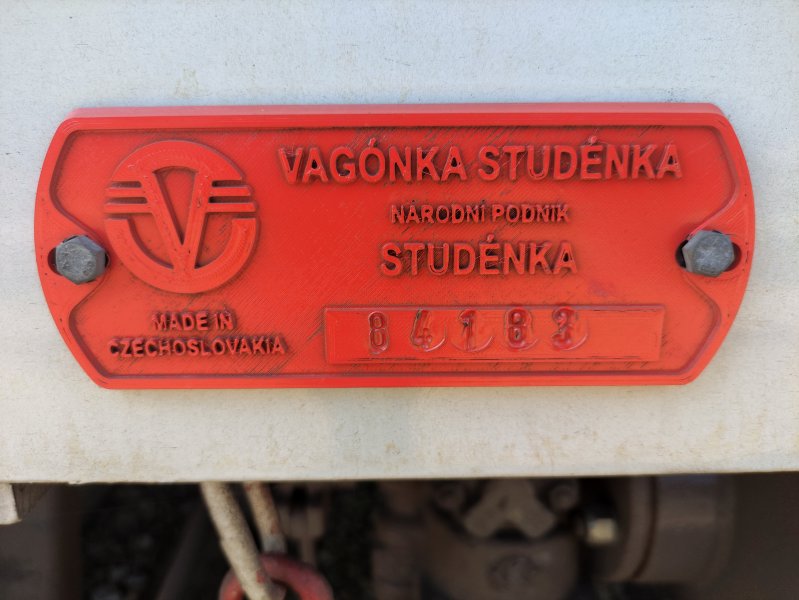 VAGÓNKA STUDÉNKA
NÁRODNÍ PODNIK
STUDÉNKA
MADE IN
CZECHOSLOVAKIA
84183